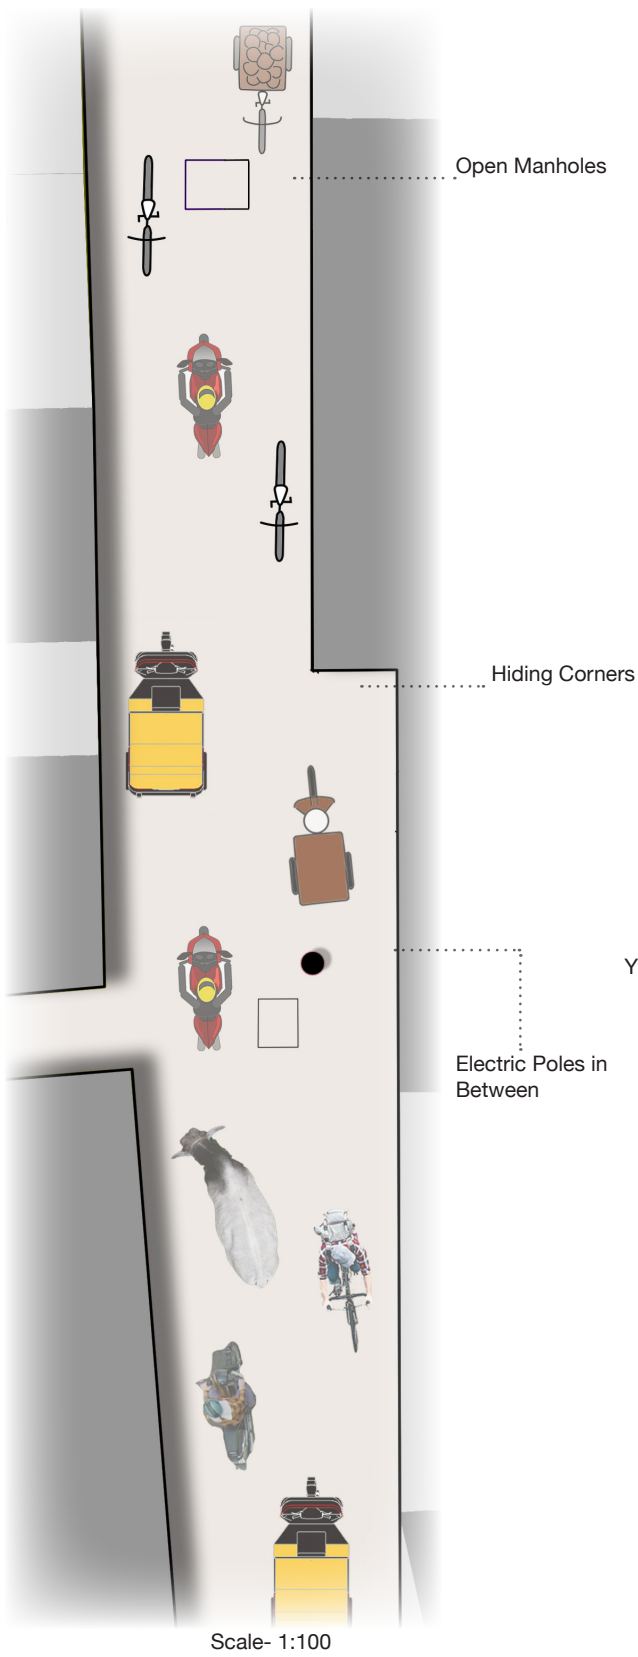 Open Manholes
Hiding Corners
Y
Electric Poles in
Between
Scale- 1:100